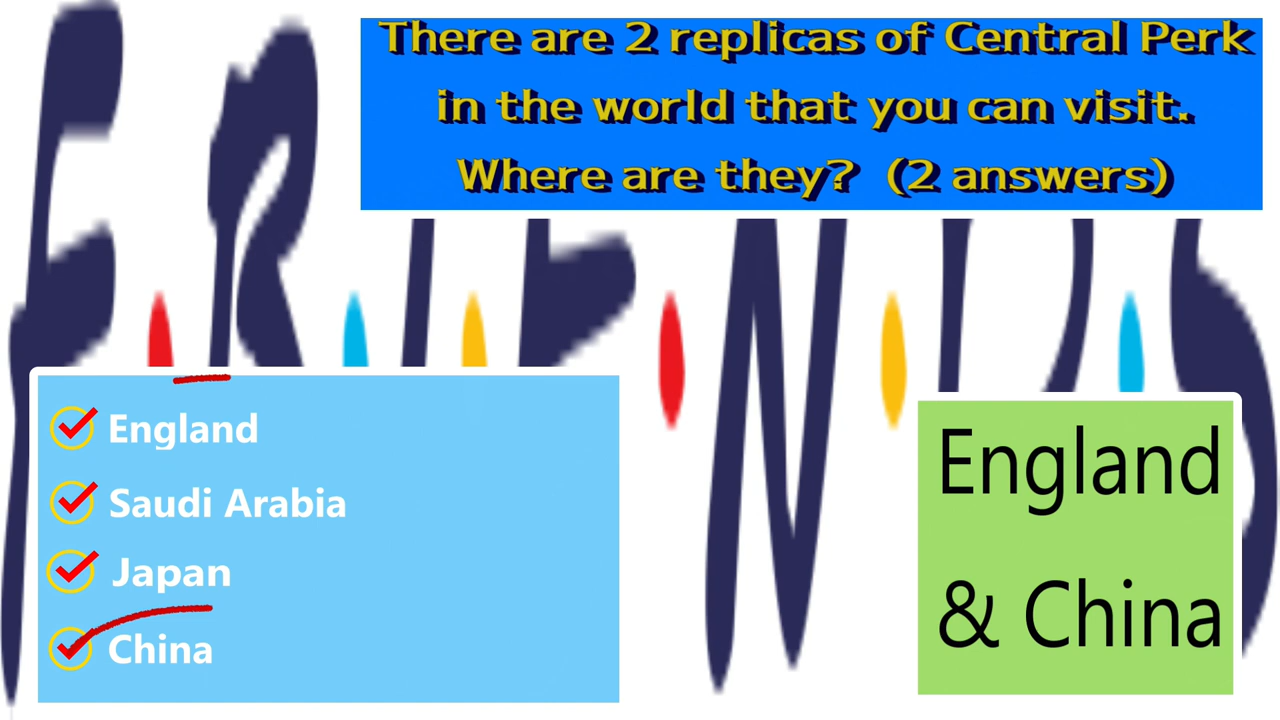 F.R.I.E.N.D.S
There are 2 replicas of Central Perk
in the world that you can visit.
Where are they? (2 answers)
England
Saudi Arabia
Japan
China
England
& China